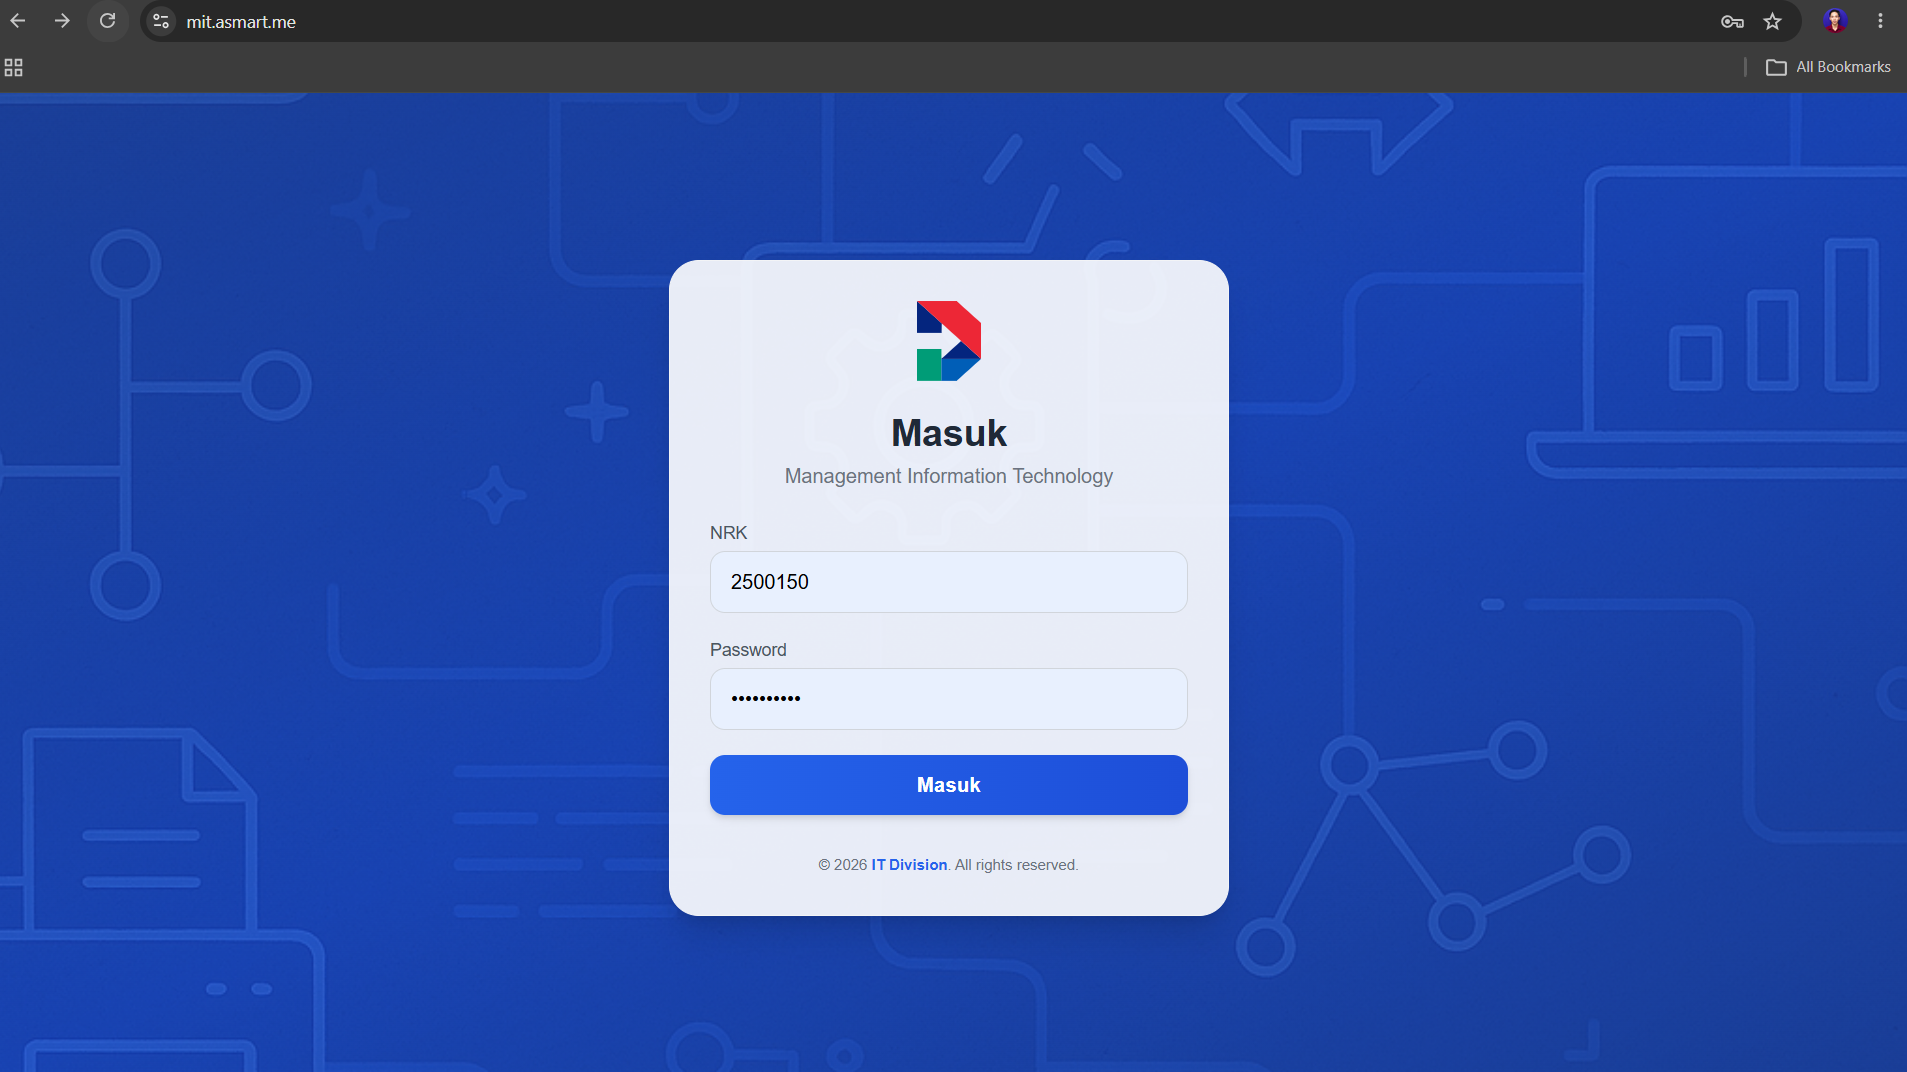 mit.asmart.me
All Bookmarks
Masuk
Management Information Technology
NRK
2500150
Password
••••••••••
Masuk
© 2026 IT Division. All rights reserved.